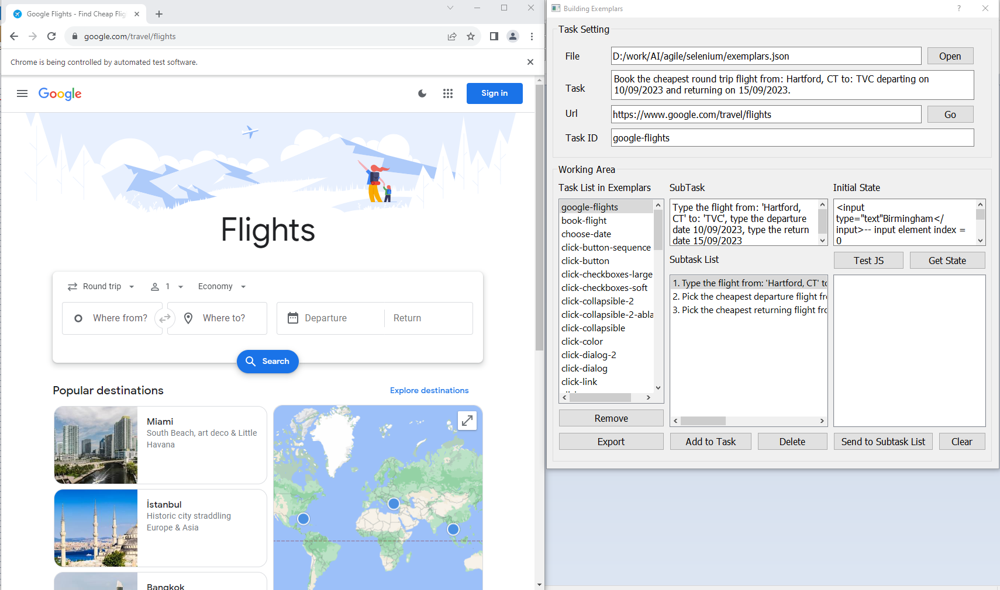 Google Flights - Find Cheap Flig
google.com/travel/flights
Chrome is being controlled by automated test software.
Google
Sign in
Flights
Round trip
1
Economy
Where from?
Where to?
Departure
Return
Search
Popular destinations
Explore destinations
Miami
South Beach, art deco & Little
Havana
İstanbul
Historic city straddling
Europe & Asia
Bangkok
Building Exemplars
?
Task Setting
File
D:/work/AI/agile/selenium/exemplars.json
Open
Task
Book the cheapest round trip flight from: Hartford, CT to: TVC departing on
10/09/2023 and returning on 15/09/2023.
Url
https://www.google.com/travel/flights
Go
Task ID
google-flights
Working Area
Task List in Exemplars
google-flights
book-flight
choose-date
click-button-sequence
click-button
click-checkboxes-large
click-checkboxes-soft
click-collapsible-2
click-collapsible-2-abla
click-collapsible
click-color
click-dialog-2
click-dialog
click-link
Remove
Export
SubTask
Type the flight from: 'Hartford,
CT' to: 'TVC', type the departure
date 10/09/2023, type the return
date 15/09/2023
Subtask List
1. Type the flight from: 'Hartford, CT' to
2. Pick the cheapest departure flight fr
3. Pick the cheapest returning flight fro
Add to Task
Delete
Initial State
<input
type="text"Birmingham</
input>-- input element index =
0
Test JS
Get State
Send to Subtask List
Clear